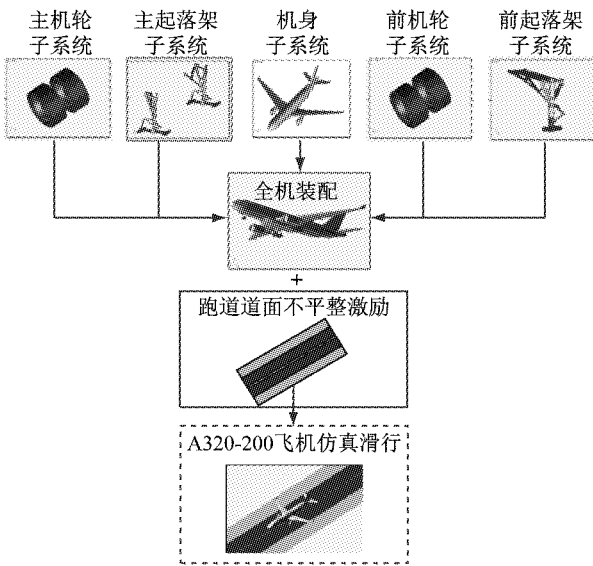 主机轮 主起落架 机身 前机轮 前起落架
子系统 子系统 子系统 子系统 子系统
全机装配
+
跑道道面不平整激励
A320-200飞机仿真滑行